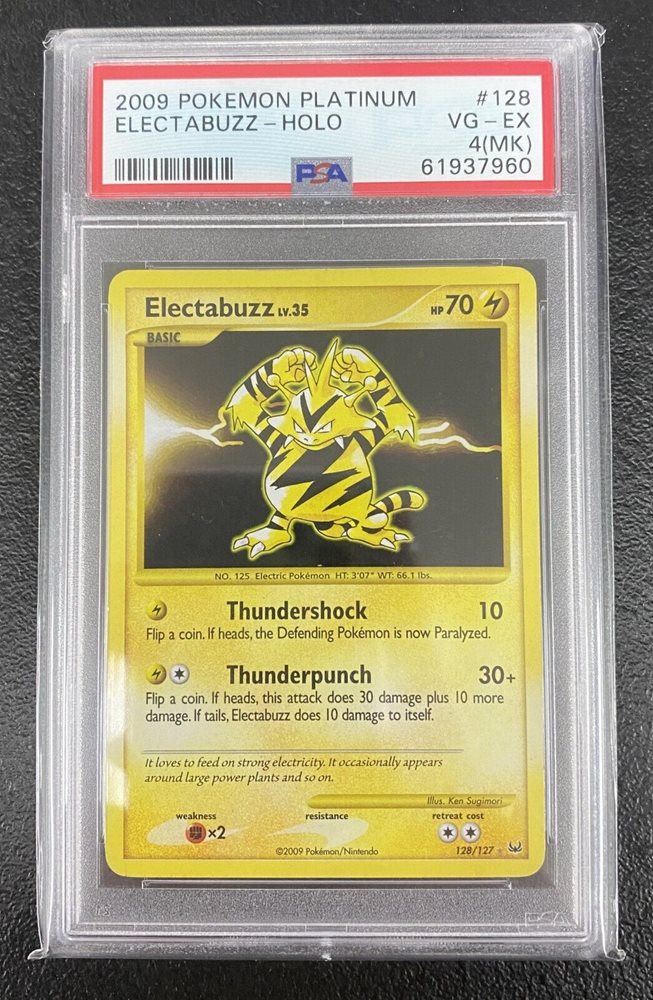 2009 POKEMON PLATINUM #128
ELECTABUZZ-HOLO VG-EX
4(MK)
PSA 61937960
Electabuzz LV.35 HP 70
BASIC
NO. 125 Electric Pokémon HT: 3'07" WT: 66.1 lbs.
Thundershock 10
Flip a coin. If heads, the Defending Pokémon is now Paralyzed.
Thunderpunch 30+
Flip a coin. If heads, this attack does 30 damage plus 10 more
damage. If tails, Electabuzz does 10 damage to itself.
It loves to feed on strong electricity. It occasionally appears
around large power plants and so on.
Illus. Ken Sugimori
weakness resistance retreat cost
×2
©2009 Pokémon/Nintendo 128/127